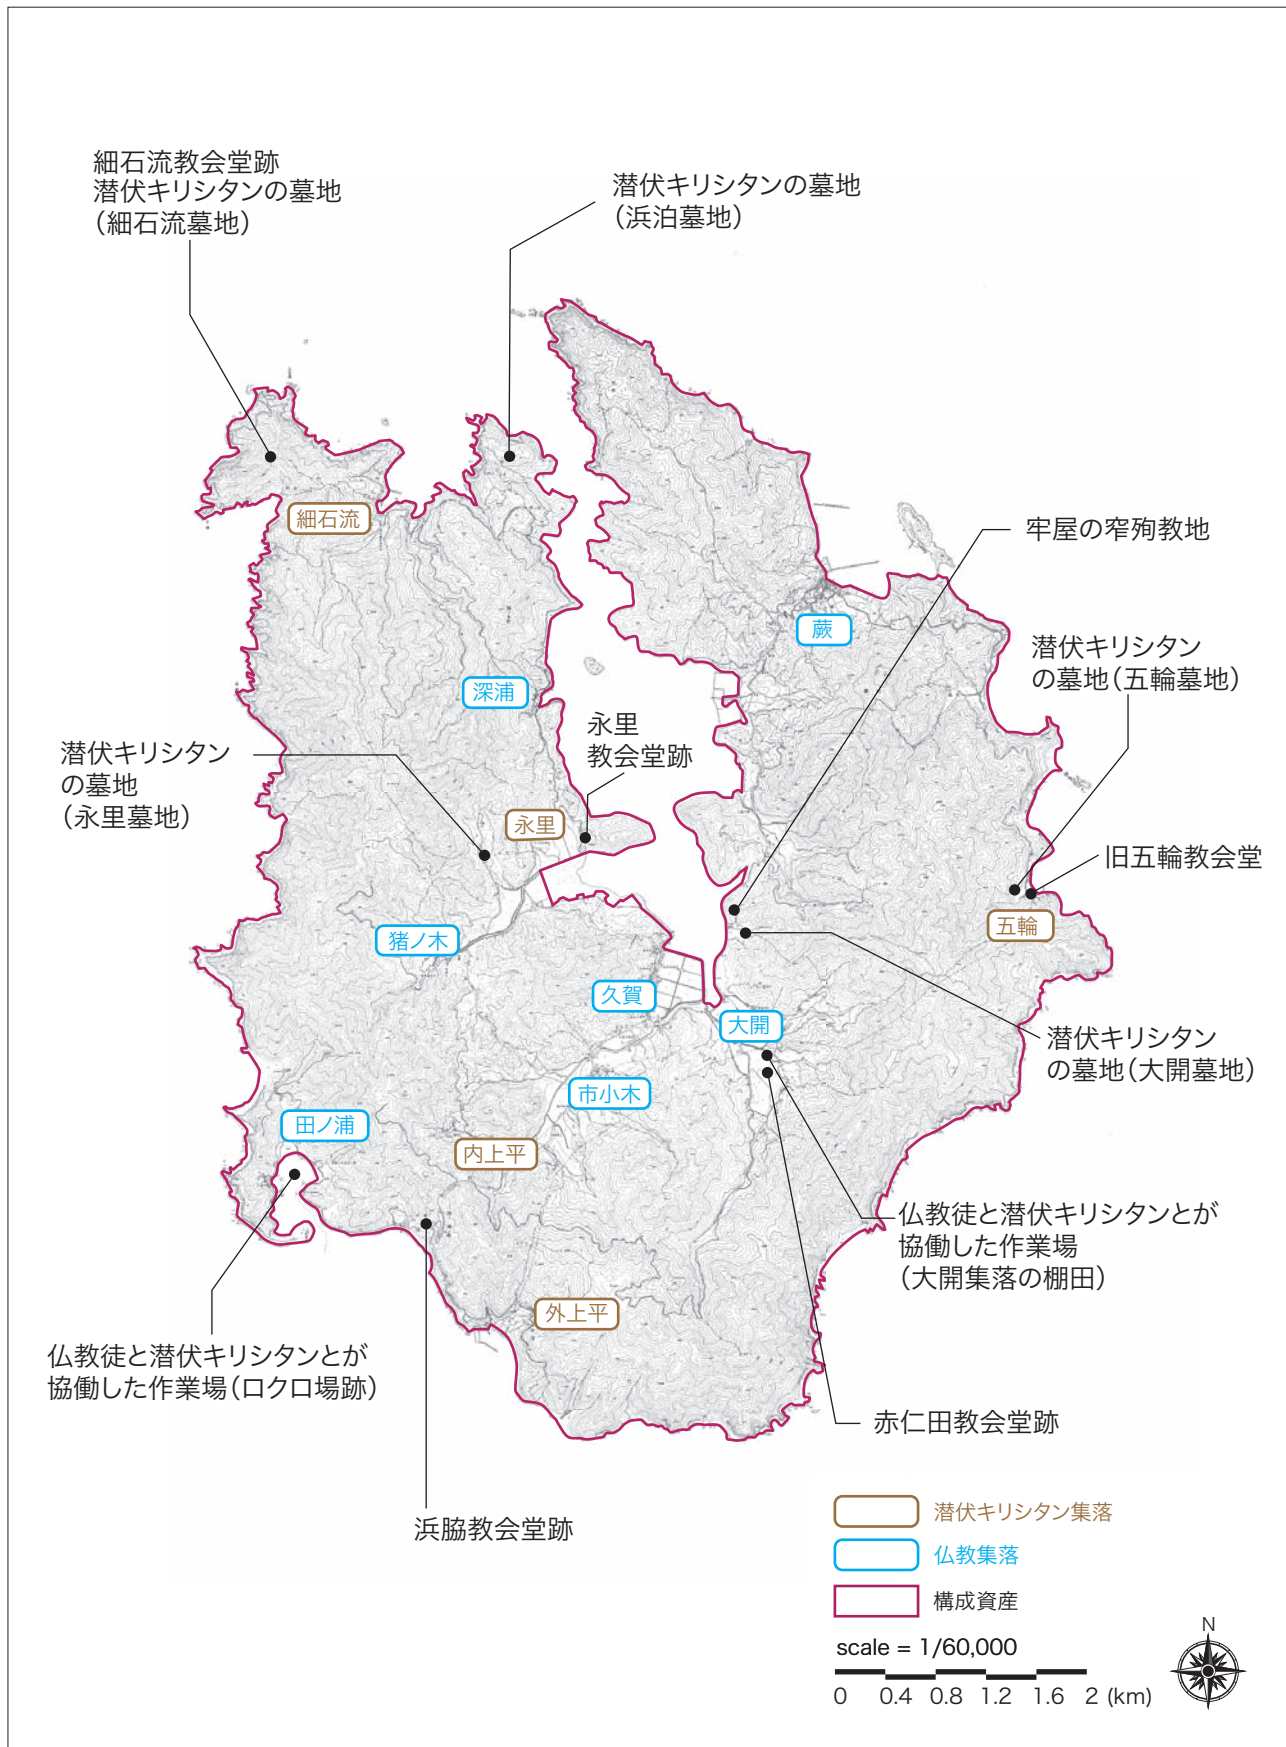 細石流教会堂跡
潜伏キリシタンの墓地
（細石流墓地）
潜伏キリシタンの墓地
（浜泊墓地）
細石流
牢屋の窄殉教地
蕨
潜伏キリシタン
の墓地（五輪墓地）
深浦
永里
教会堂跡
潜伏キリシタン
の墓地
（永里墓地）
永里
旧五輪教会堂
五輪
猪ノ木
久賀
大開
潜伏キリシタン
の墓地（大開墓地）
市小木
田ノ浦
内上平
仏教徒と潜伏キリシタンとが
協働した作業場
（大開集落の棚田）
外上平
仏教徒と潜伏キリシタンとが
協働した作業場（ロクロ場跡）
赤仁田教会堂跡
浜脇教会堂跡
潜伏キリシタン集落
仏教集落
構成資産
scale = 1/60,000
0 0.4 0.8 1.2 1.6 2 (km)
N